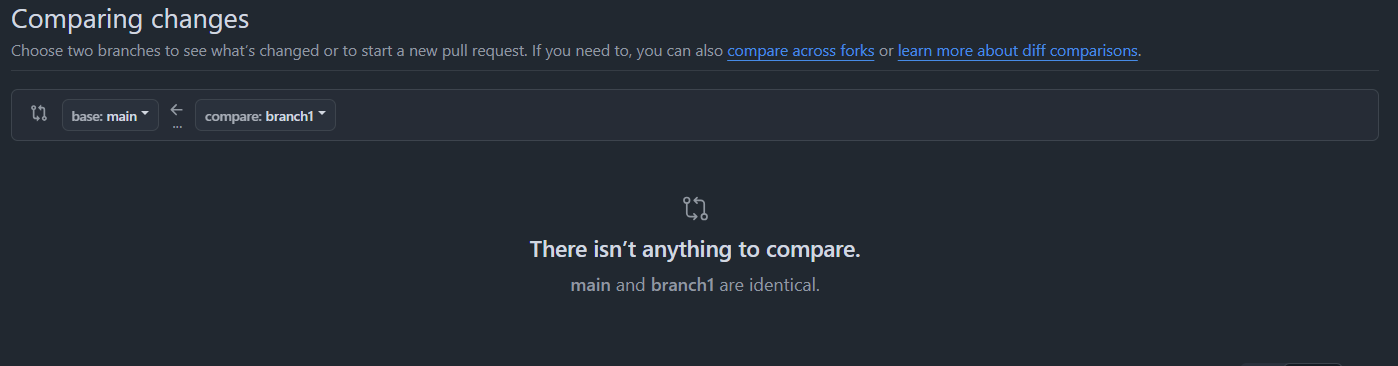 Comparing changes
Choose two branches to see what’s changed or to start a new pull request. If you need to, you can also compare across forks or learn more about diff comparisons.
base: main ... compare: branch1
There isn’t anything to compare.
main and branch1 are identical.